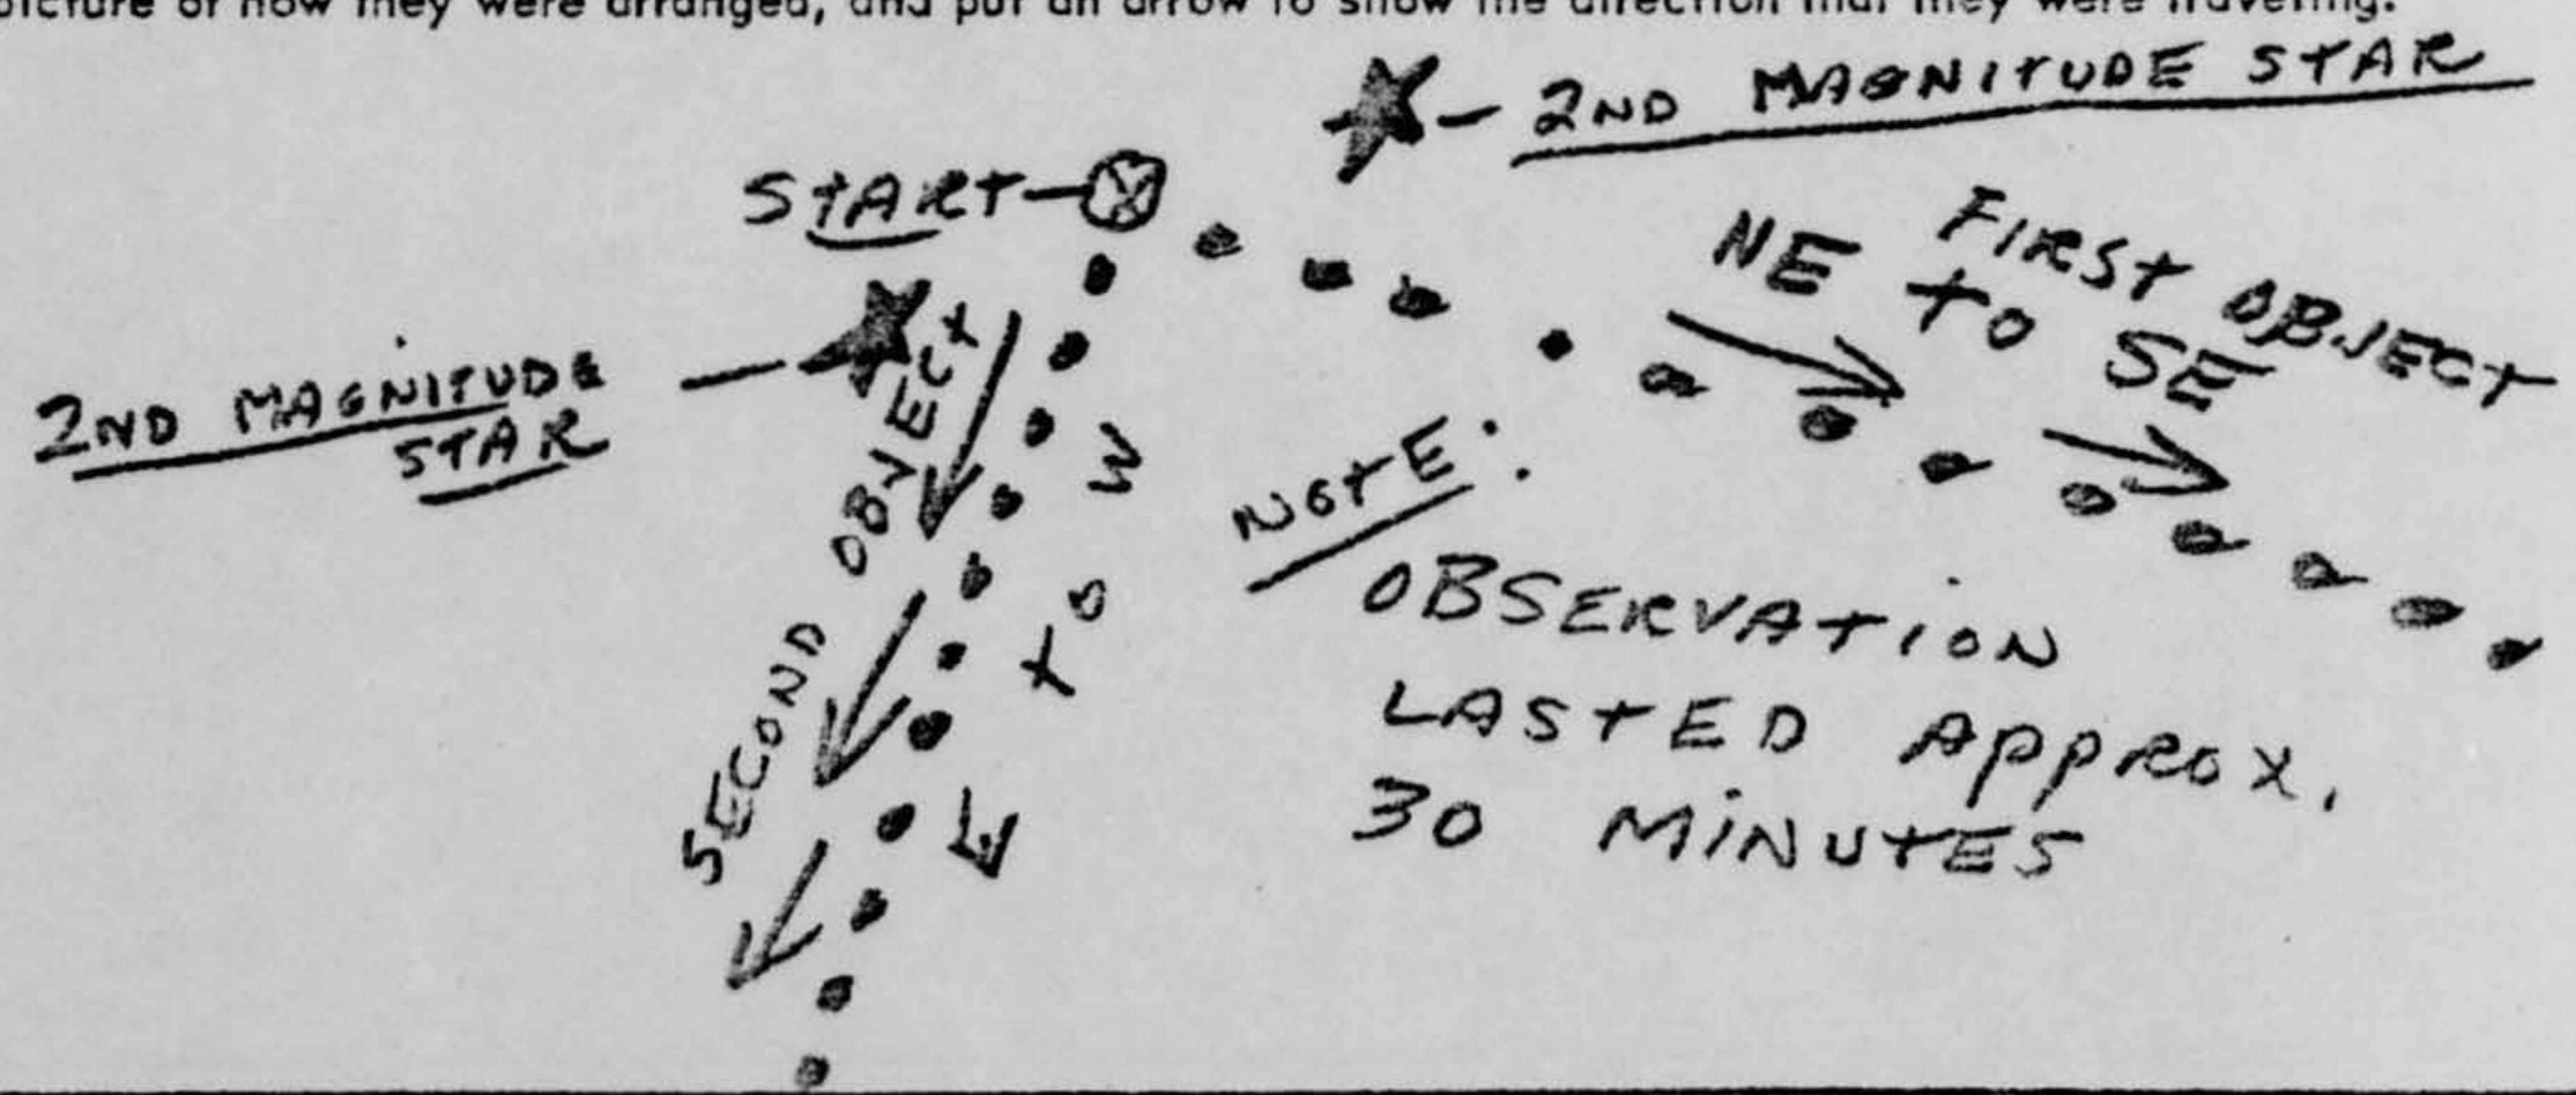 picture of how they were arranged, and put an arrow to show the direction that they were traveling.
2ND MAGNITUDE STAR
START
FIRST OBJECT
NE TO SE
2ND MAGNITUDE
STAR
SECOND OBJECT
W TO E
NOTE:
OBSERVATION
LASTED APPROX.
30 MINUTES